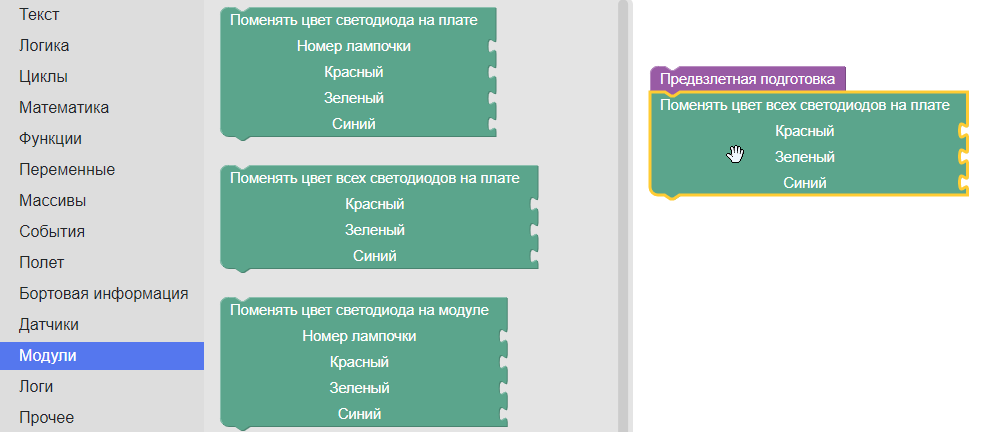 Текст
Логика
Циклы
Математика
Функции
Переменные
Массивы
События
Полет
Бортовая информация
Датчики
Модули
Логи
Прочее
Поменять цвет светодиода на плате
Номер лампочки
Красный
Зеленый
Синий
Поменять цвет всех светодиодов на плате
Красный
Зеленый
Синий
Поменять цвет светодиода на модуле
Номер лампочки
Красный
Зеленый
Синий
Предвзлетная подготовка
Поменять цвет всех светодиодов на плате
Красный
Зеленый
Синий